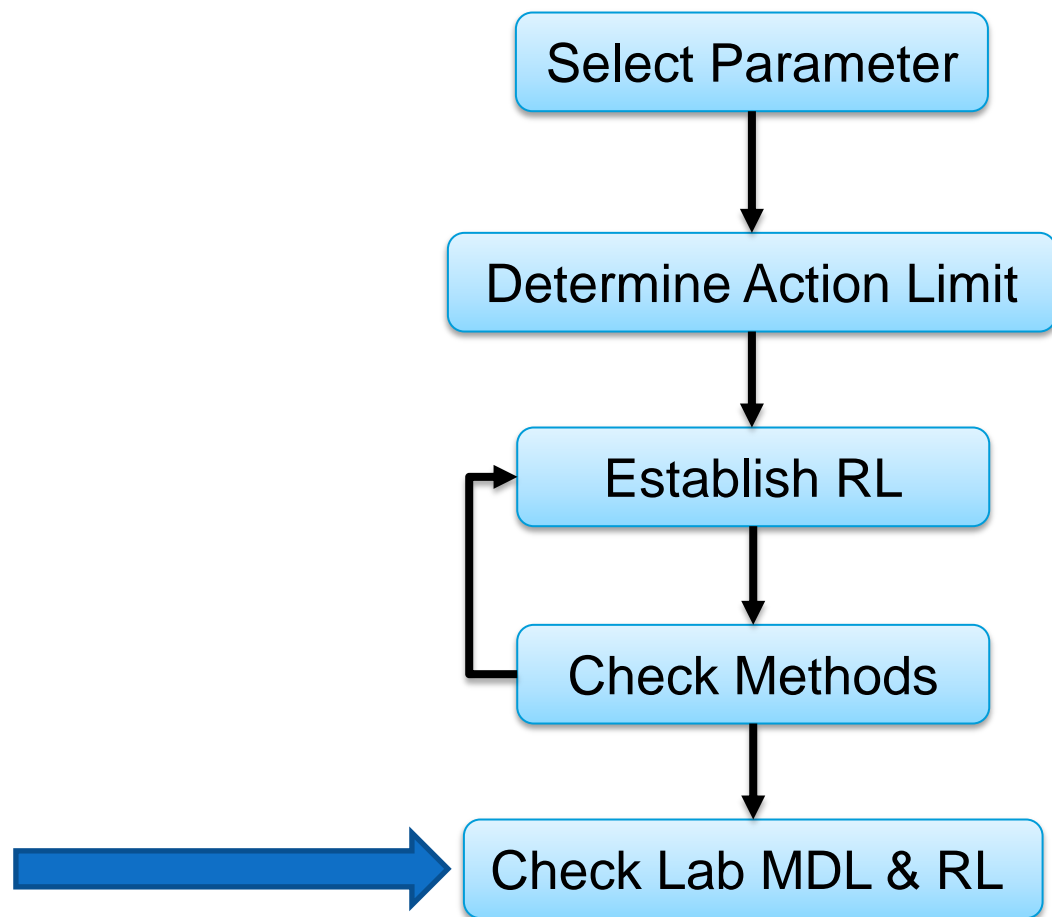 Select Parameter
Determine Action Limit
Establish RL
Check Methods
Check Lab MDL & RL